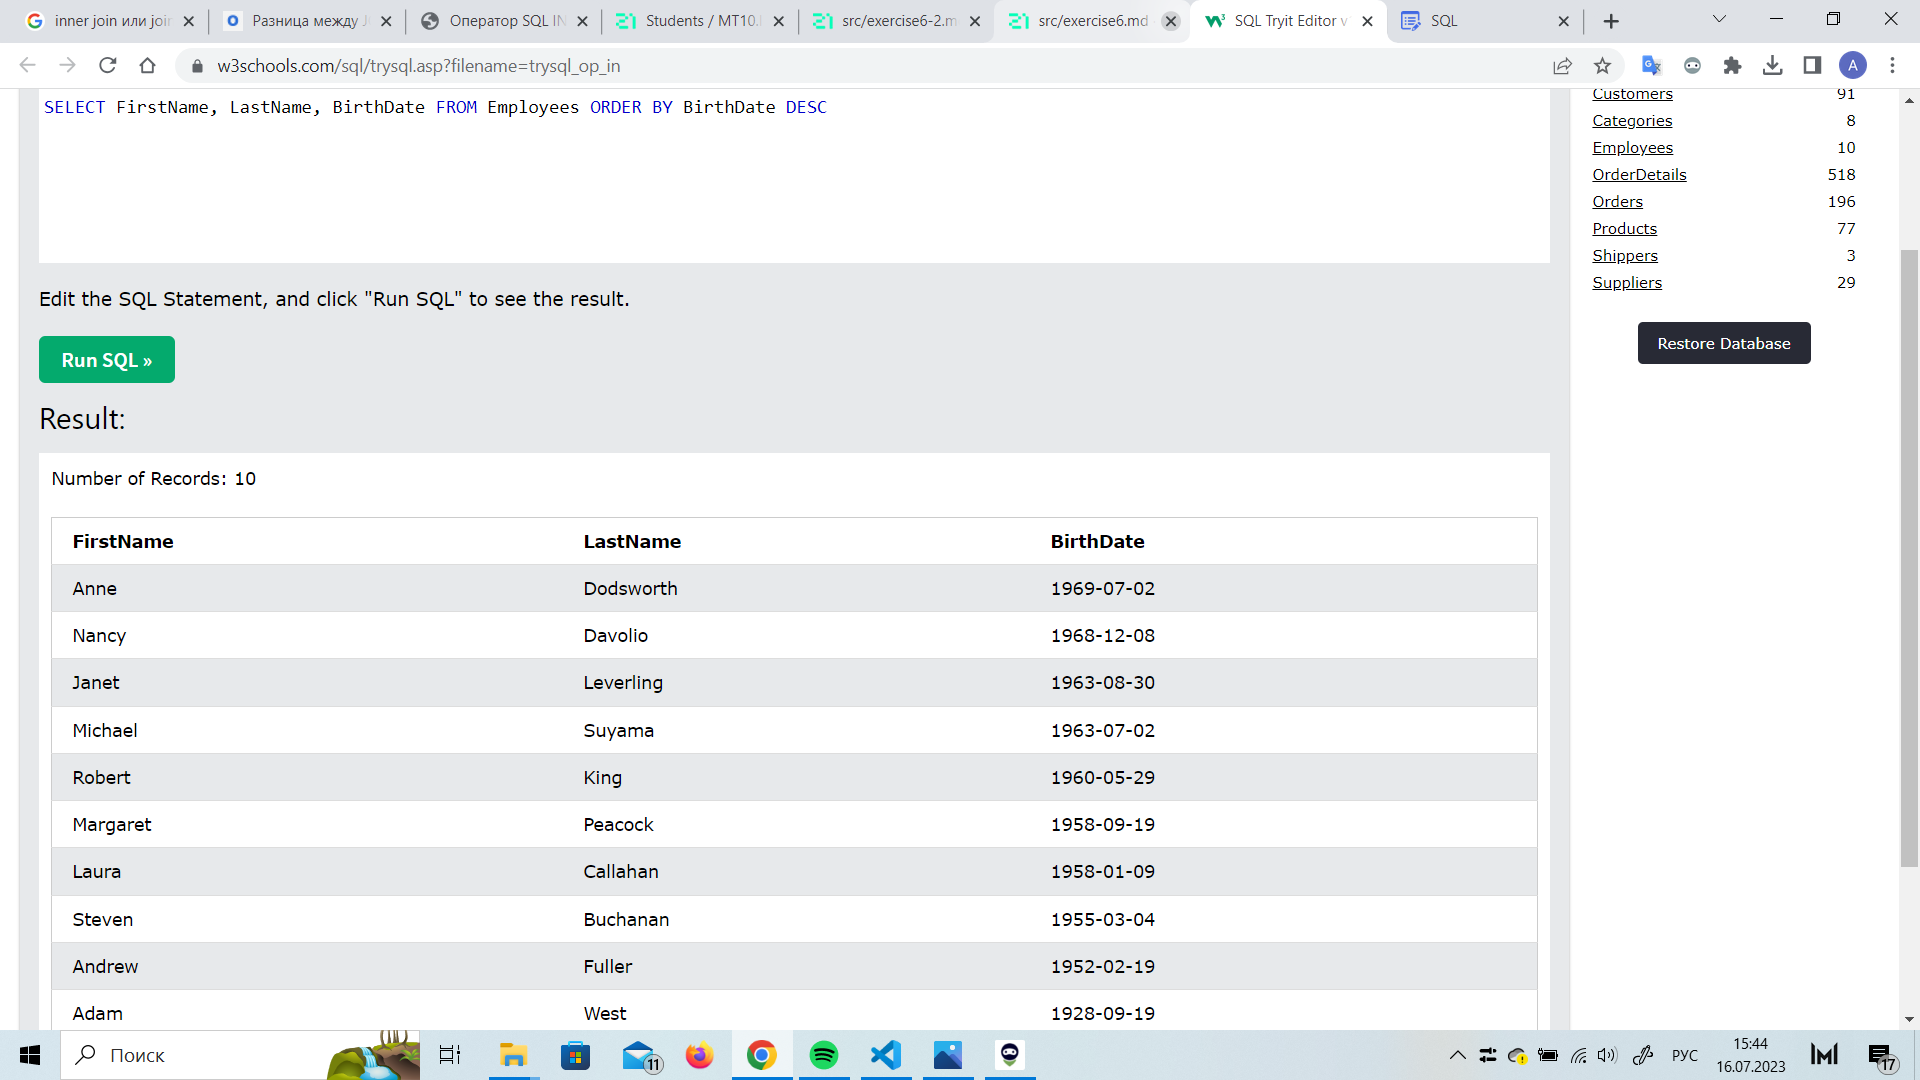 inner join или join
Разница между J
Оператор SQL IN
Students / MT10.
src/exercise6-2.m
src/exercise6.md
SQL Tryit Editor v
SQL
w3schools.com/sql/trysql.asp?filename=trysql_op_in
A
SELECT FirstName, LastName, BirthDate FROM Employees ORDER BY BirthDate DESC
Customers 91
Categories 8
Employees 10
OrderDetails 518
Orders 196
Products 77
Shippers 3
Suppliers 29
Restore Database
Edit the SQL Statement, and click "Run SQL" to see the result.
Run SQL »
Result:
Number of Records: 10
FirstName LastName BirthDate
Anne Dodsworth 1969-07-02
Nancy Davolio 1968-12-08
Janet Leverling 1963-08-30
Michael Suyama 1963-07-02
Robert King 1960-05-29
Margaret Peacock 1958-09-19
Laura Callahan 1958-01-09
Steven Buchanan 1955-03-04
Andrew Fuller 1952-02-19
Adam West 1928-09-19
Поиск
11
РУС
15:44
16.07.2023
17